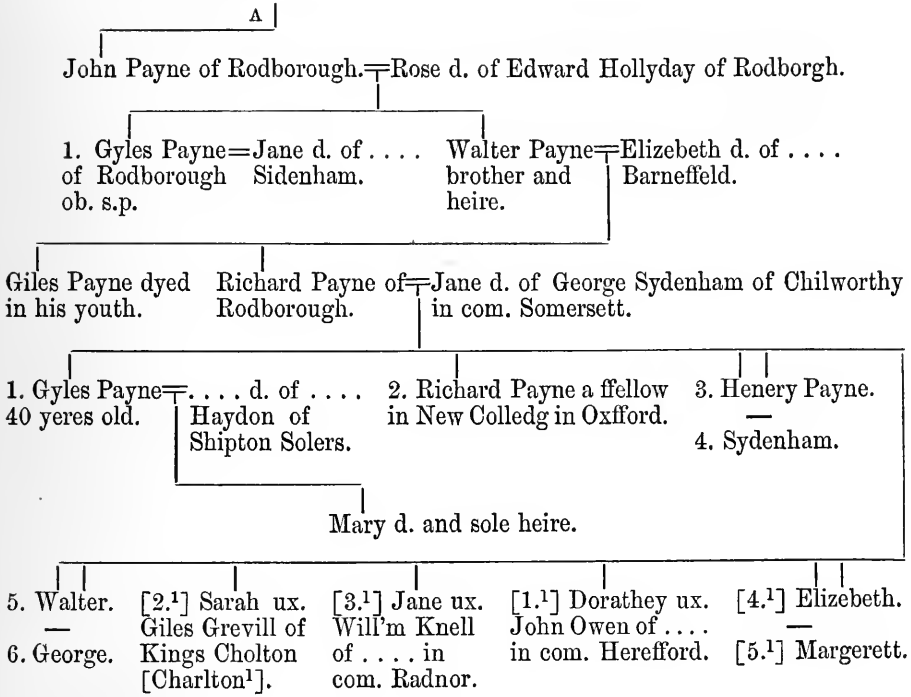 A
John Payne of Rodborough.=Rose d. of Edward Hollyday of Rodborgh.
1. Gyles Payne=Jane d. of . . . .
of Rodborough Sidenham.
ob. s.p.
Walter Payne=Elizebeth d. of . . . .
brother and Barneffeld.
heire.
Giles Payne dyed
in his youth.
Richard Payne of=Jane d. of George Sydenham of Chilworthy
Rodborough. in com. Somersett.
1. Gyles Payne=. . . . d. of . . . .
40 yeres old. Haydon of
Shipton Solers.
2. Richard Payne a ffellow
in New Colledg in Oxfford.
3. Henery Payne.
—
4. Sydenham.
Mary d. and sole heire.
5. Walter.
—
6. George.
[2.¹] Sarah ux.
Giles Grevill of
Kings Cholton
[Charlton¹].
[3.¹] Jane ux.
Will'm Knell
of . . . . in
com. Radnor.
[1.¹] Dorathey ux.
John Owen of . . . .
in com. Herefford.
[4.¹] Elizebeth.
—
[5.¹] Margerett.